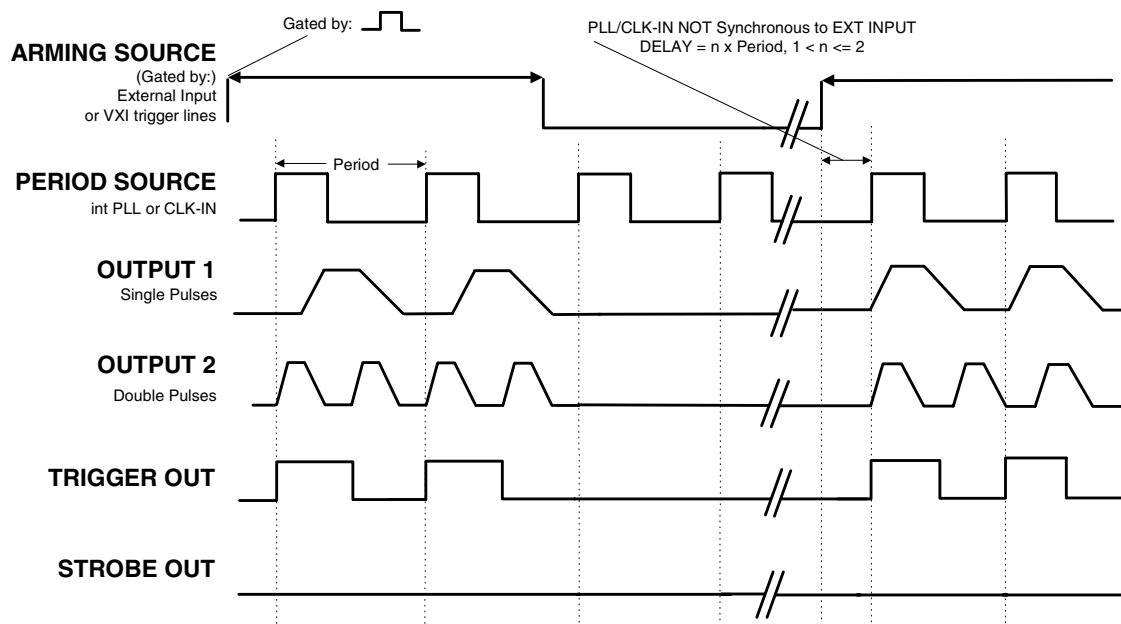 Gated by:
PLL/CLK-IN NOT Synchronous to EXT INPUT
DELAY = n x Period, 1 < n <= 2
ARMING SOURCE
(Gated by:)
External Input
or VXI trigger lines
Period
PERIOD SOURCE
int PLL or CLK-IN
OUTPUT 1
Single Pulses
OUTPUT 2
Double Pulses
TRIGGER OUT
STROBE OUT